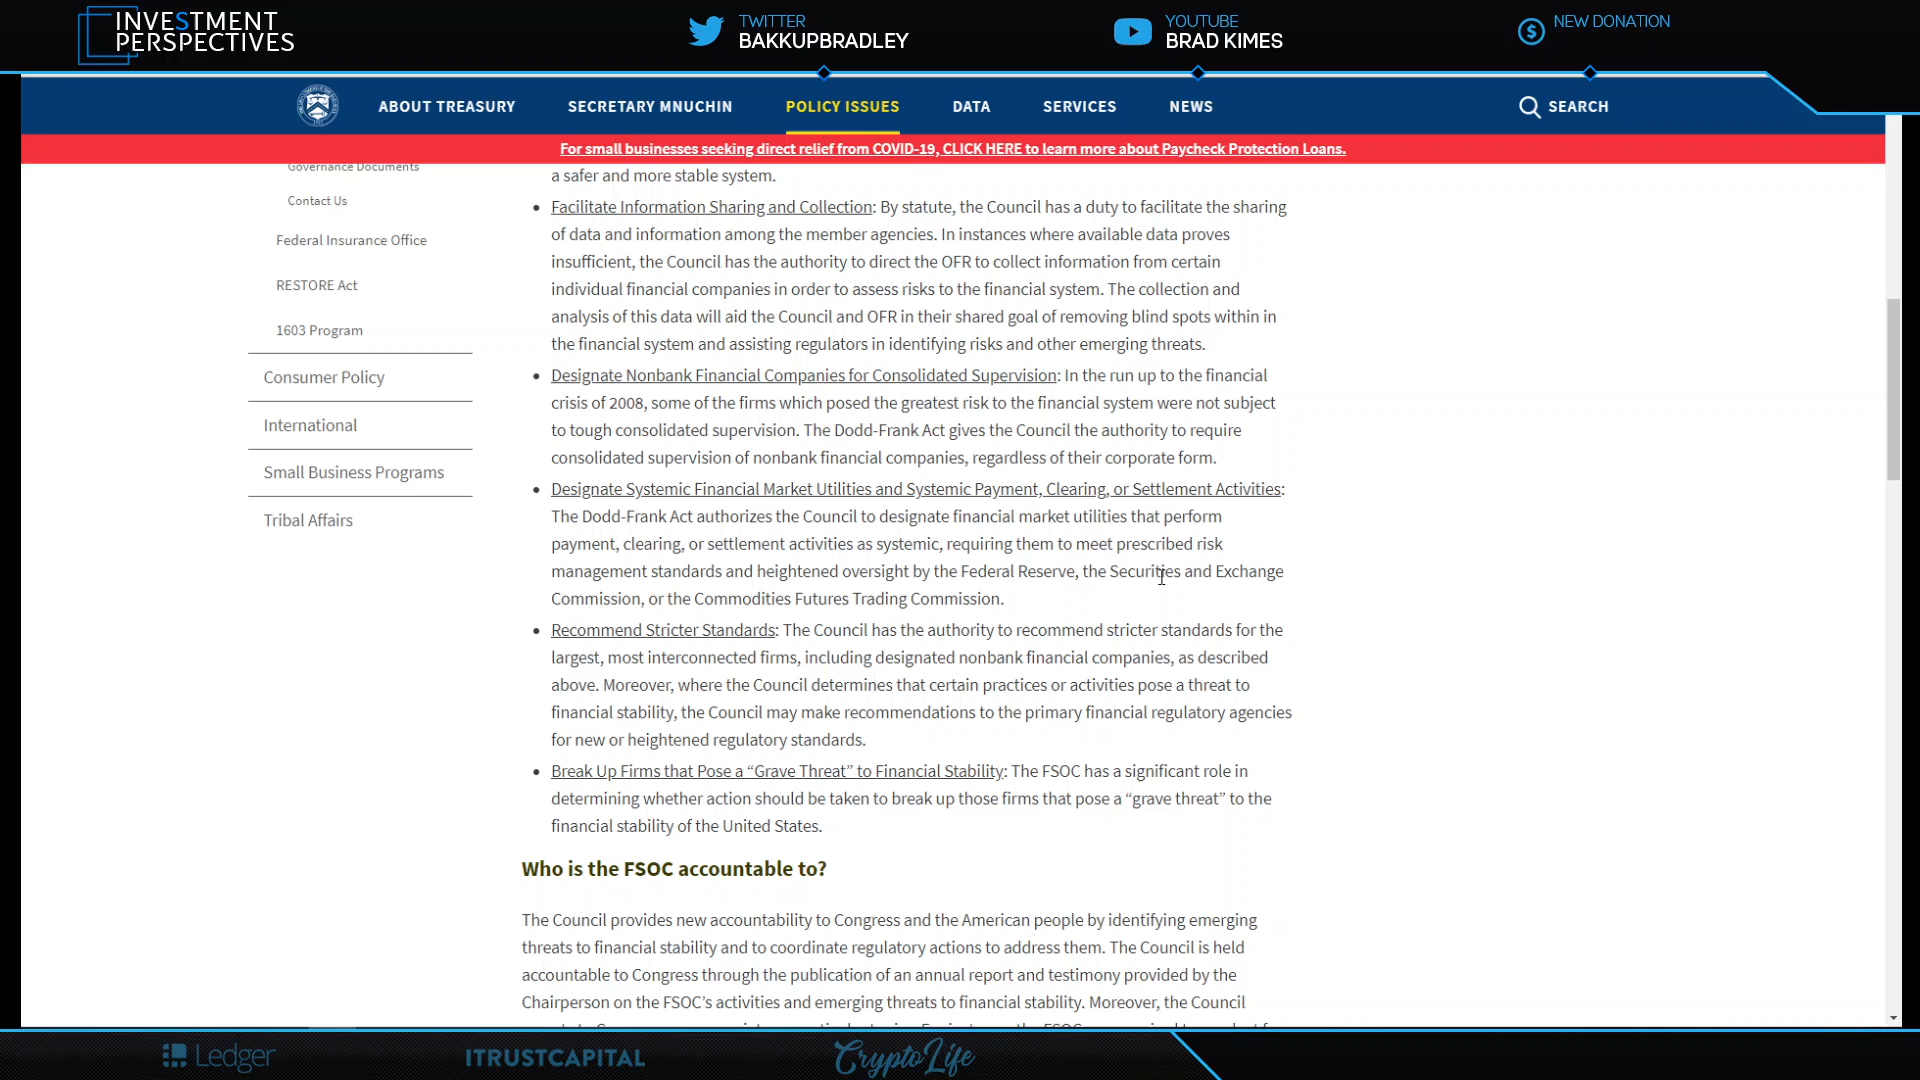 INVESTMENT
PERSPECTIVES
TWITTER
BAKKUPBRADLEY
YOUTUBE
BRAD KIMES
NEW DONATION
ABOUT TREASURY
SECRETARY MNUCHIN
POLICY ISSUES
DATA
SERVICES
NEWS
SEARCH
For small businesses seeking direct relief from COVID-19, CLICK HERE to learn more about Paycheck Protection Loans.
Governance Documents
Contact Us
Federal Insurance Office
RESTORE Act
1603 Program
Consumer Policy
International
Small Business Programs
Tribal Affairs
a safer and more stable system.
• Facilitate Information Sharing and Collection: By statute, the Council has a duty to facilitate the sharing
of data and information among the member agencies. In instances where available data proves
insufficient, the Council has the authority to direct the OFR to collect information from certain
individual financial companies in order to assess risks to the financial system. The collection and
analysis of this data will aid the Council and OFR in their shared goal of removing blind spots within in
the financial system and assisting regulators in identifying risks and other emerging threats.
• Designate Nonbank Financial Companies for Consolidated Supervision: In the run up to the financial
crisis of 2008, some of the firms which posed the greatest risk to the financial system were not subject
to tough consolidated supervision. The Dodd-Frank Act gives the Council the authority to require
consolidated supervision of nonbank financial companies, regardless of their corporate form.
• Designate Systemic Financial Market Utilities and Systemic Payment, Clearing, or Settlement Activities:
The Dodd-Frank Act authorizes the Council to designate financial market utilities that perform
payment, clearing, or settlement activities as systemic, requiring them to meet prescribed risk
management standards and heightened oversight by the Federal Reserve, the Securities and Exchange
Commission, or the Commodities Futures Trading Commission.
• Recommend Stricter Standards: The Council has the authority to recommend stricter standards for the
largest, most interconnected firms, including designated nonbank financial companies, as described
above. Moreover, where the Council determines that certain practices or activities pose a threat to
financial stability, the Council may make recommendations to the primary financial regulatory agencies
for new or heightened regulatory standards.
• Break Up Firms that Pose a “Grave Threat” to Financial Stability: The FSOC has a significant role in
determining whether action should be taken to break up those firms that pose a “grave threat” to the
financial stability of the United States.
Who is the FSOC accountable to?
The Council provides new accountability to Congress and the American people by identifying emerging
threats to financial stability and to coordinate regulatory actions to address them. The Council is held
accountable to Congress through the publication of an annual report and testimony provided by the
Chairperson on the FSOC’s activities and emerging threats to financial stability. Moreover, the Council
Ledger
ITRUSTCAPITAL
CryptoLife